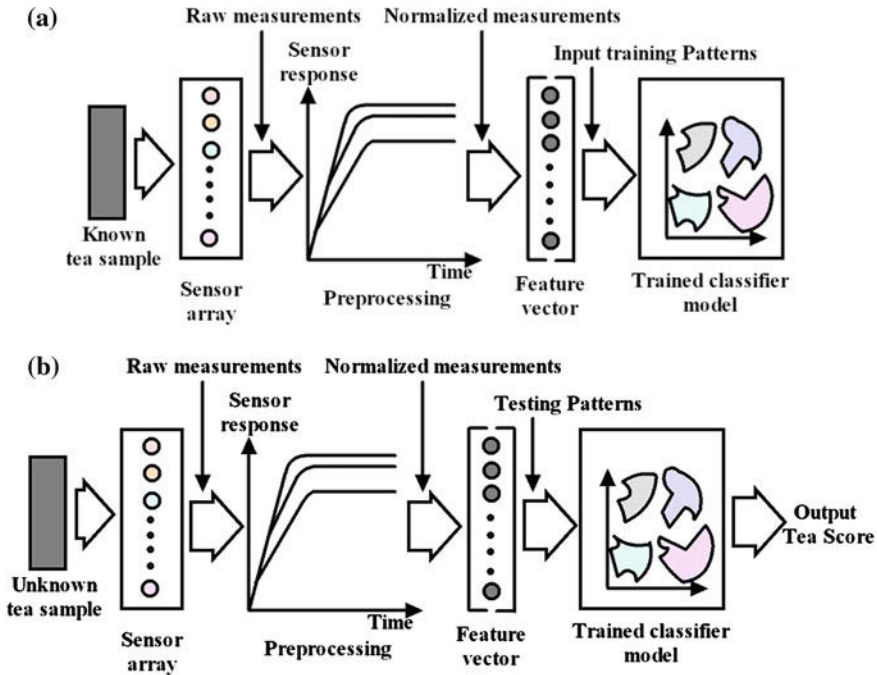 (a)
Raw measurements
Normalized measurements
Sensor
response
Input training Patterns
Known
tea sample
Time
Sensor
array
Preprocessing
Feature
vector
Trained classifier
model
(b)
Raw measurements
Normalized measurements
Sensor
response
Testing Patterns
Output
Tea Score
Unknown
tea sample
Time
Sensor
array
Preprocessing
Feature
vector
Trained classifier
model